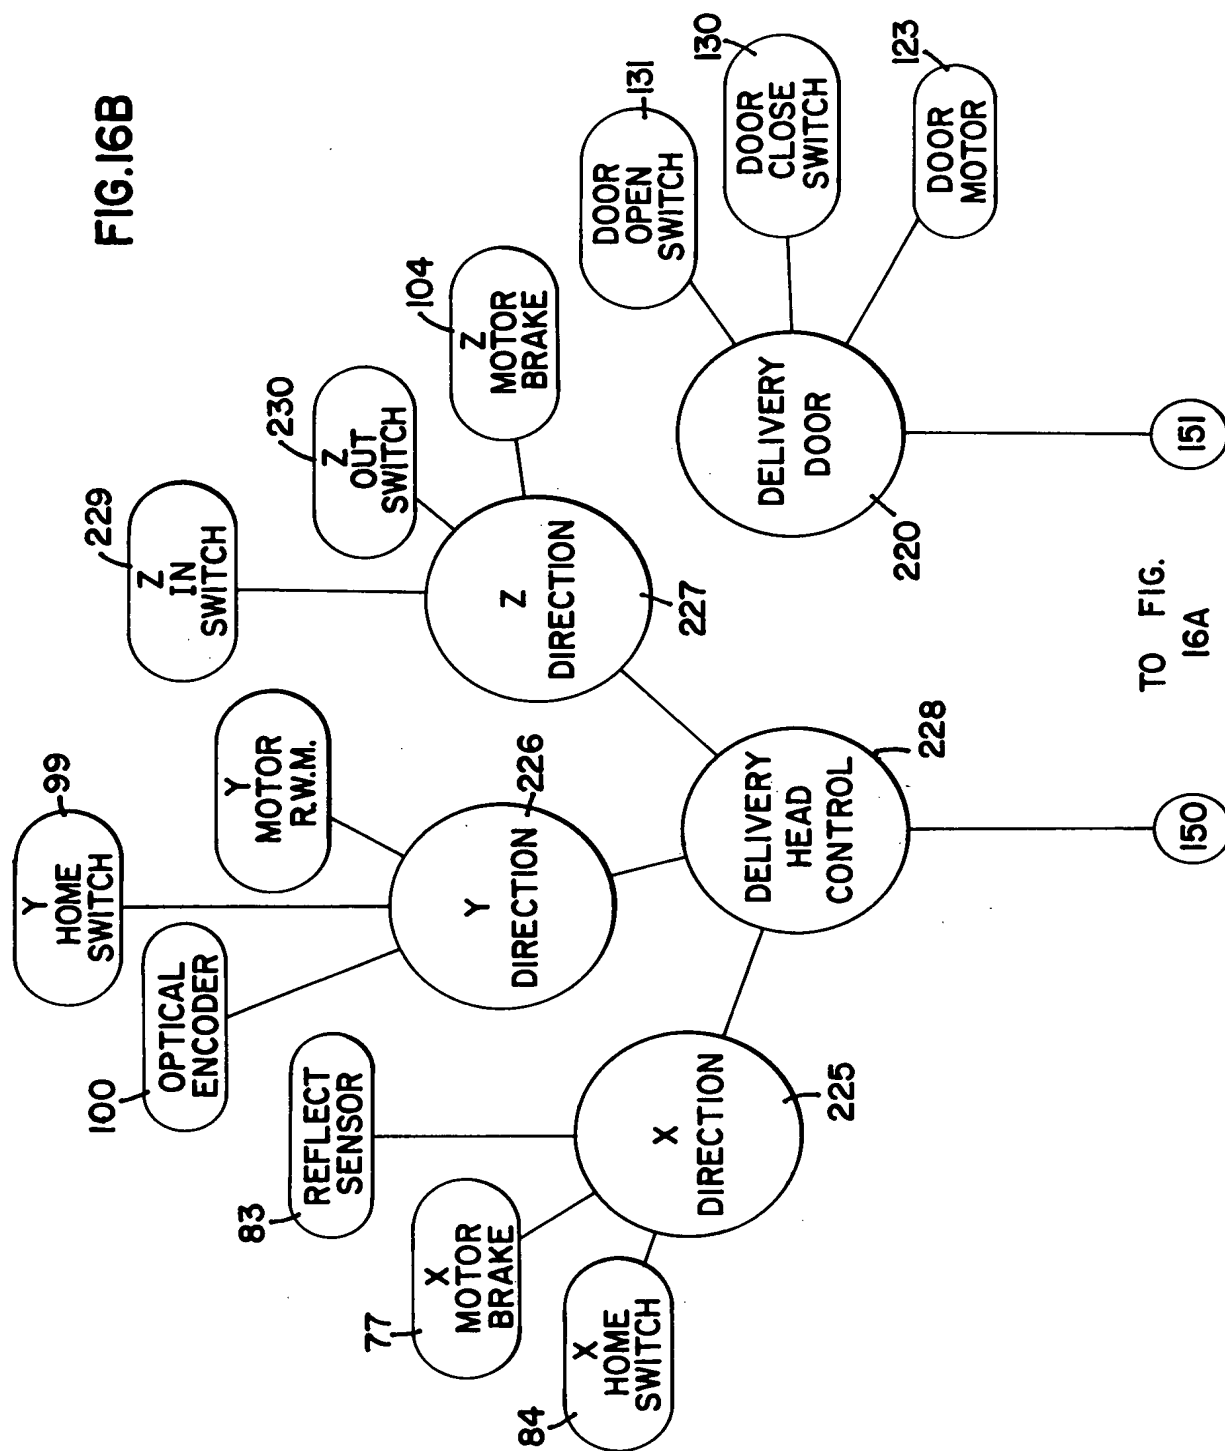 FIG.16B
99
Y
HOME
SWITCH
100
OPTICAL
ENCODER
Y
MOTOR
R.W.M.
229
Z
IN
SWITCH
230
Z
OUT
SWITCH
104
Z
MOTOR
BRAKE
83
REFLECT
SENSOR
77
X
MOTOR
BRAKE
84
X
HOME
SWITCH
X
DIRECTION
225
Y
DIRECTION
226
Z
DIRECTION
227
DELIVERY
HEAD
CONTROL
228
DOOR
OPEN
SWITCH
131
DOOR
CLOSE
SWITCH
130
DOOR
MOTOR
123
DELIVERY
DOOR
220
150
TO FIG.
16A
151